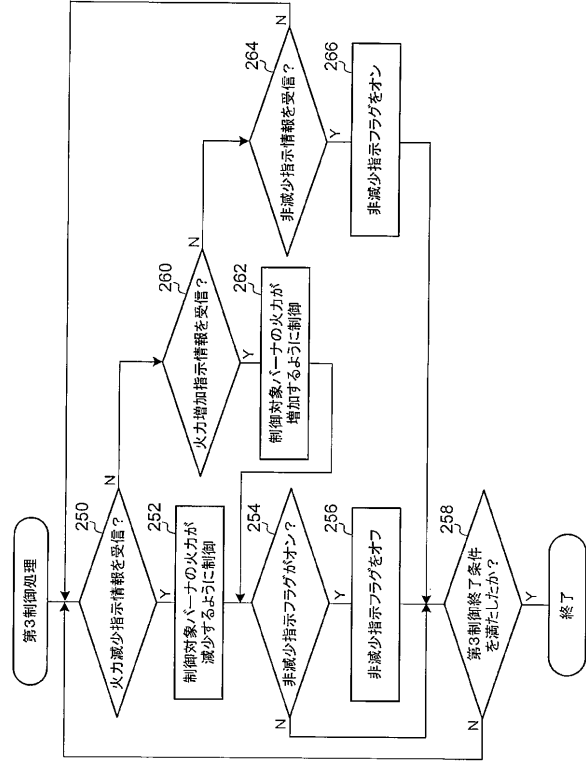 第3制御処理
250
火力減少指示情報を受信？
Y
N
252
制御対象バーナの火力が
減少するように制御
254
非減少指示フラグがオン？
Y
N
256
非減少指示フラグをオフ
258
第3制御終了条件
を満たしたか？
Y
N
終了
260
火力増加指示情報を受信？
Y
N
262
制御対象バーナの火力が
増加するように制御
264
非減少指示情報を受信？
Y
N
266
非減少指示フラグをオン